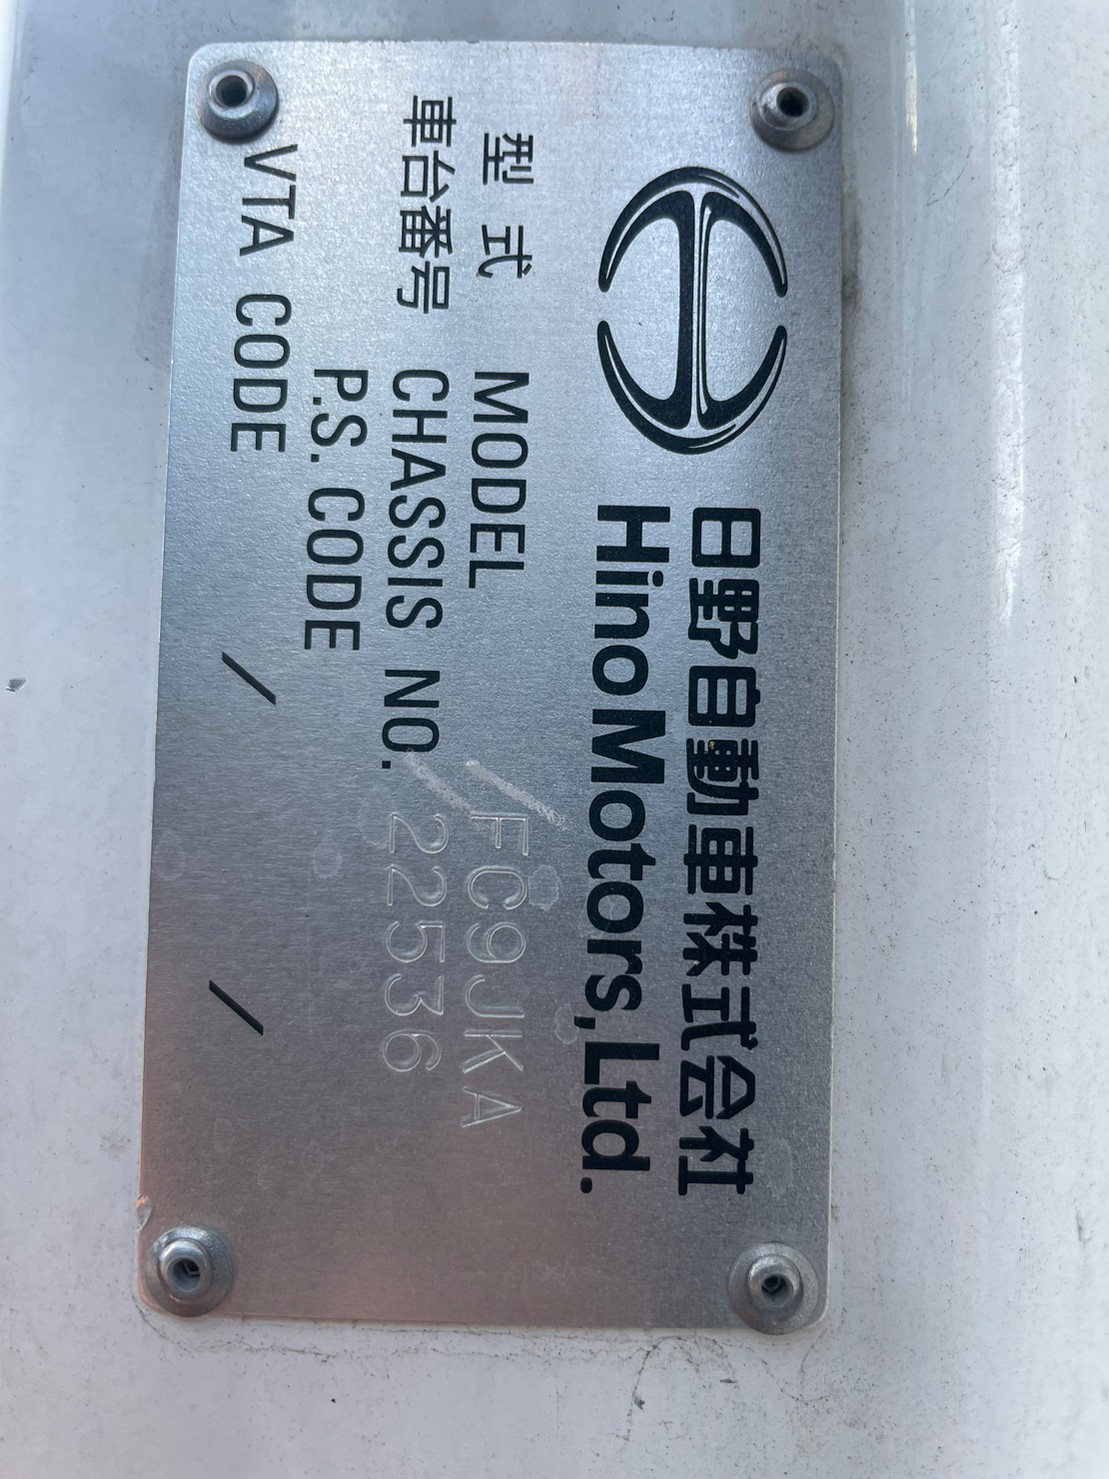 日野自動車株式会社
Hino Motors, Ltd.
型式 MODEL FC9JKA
車台番号 CHASSIS NO. 22536
P.S. CODE
VTA CODE / /